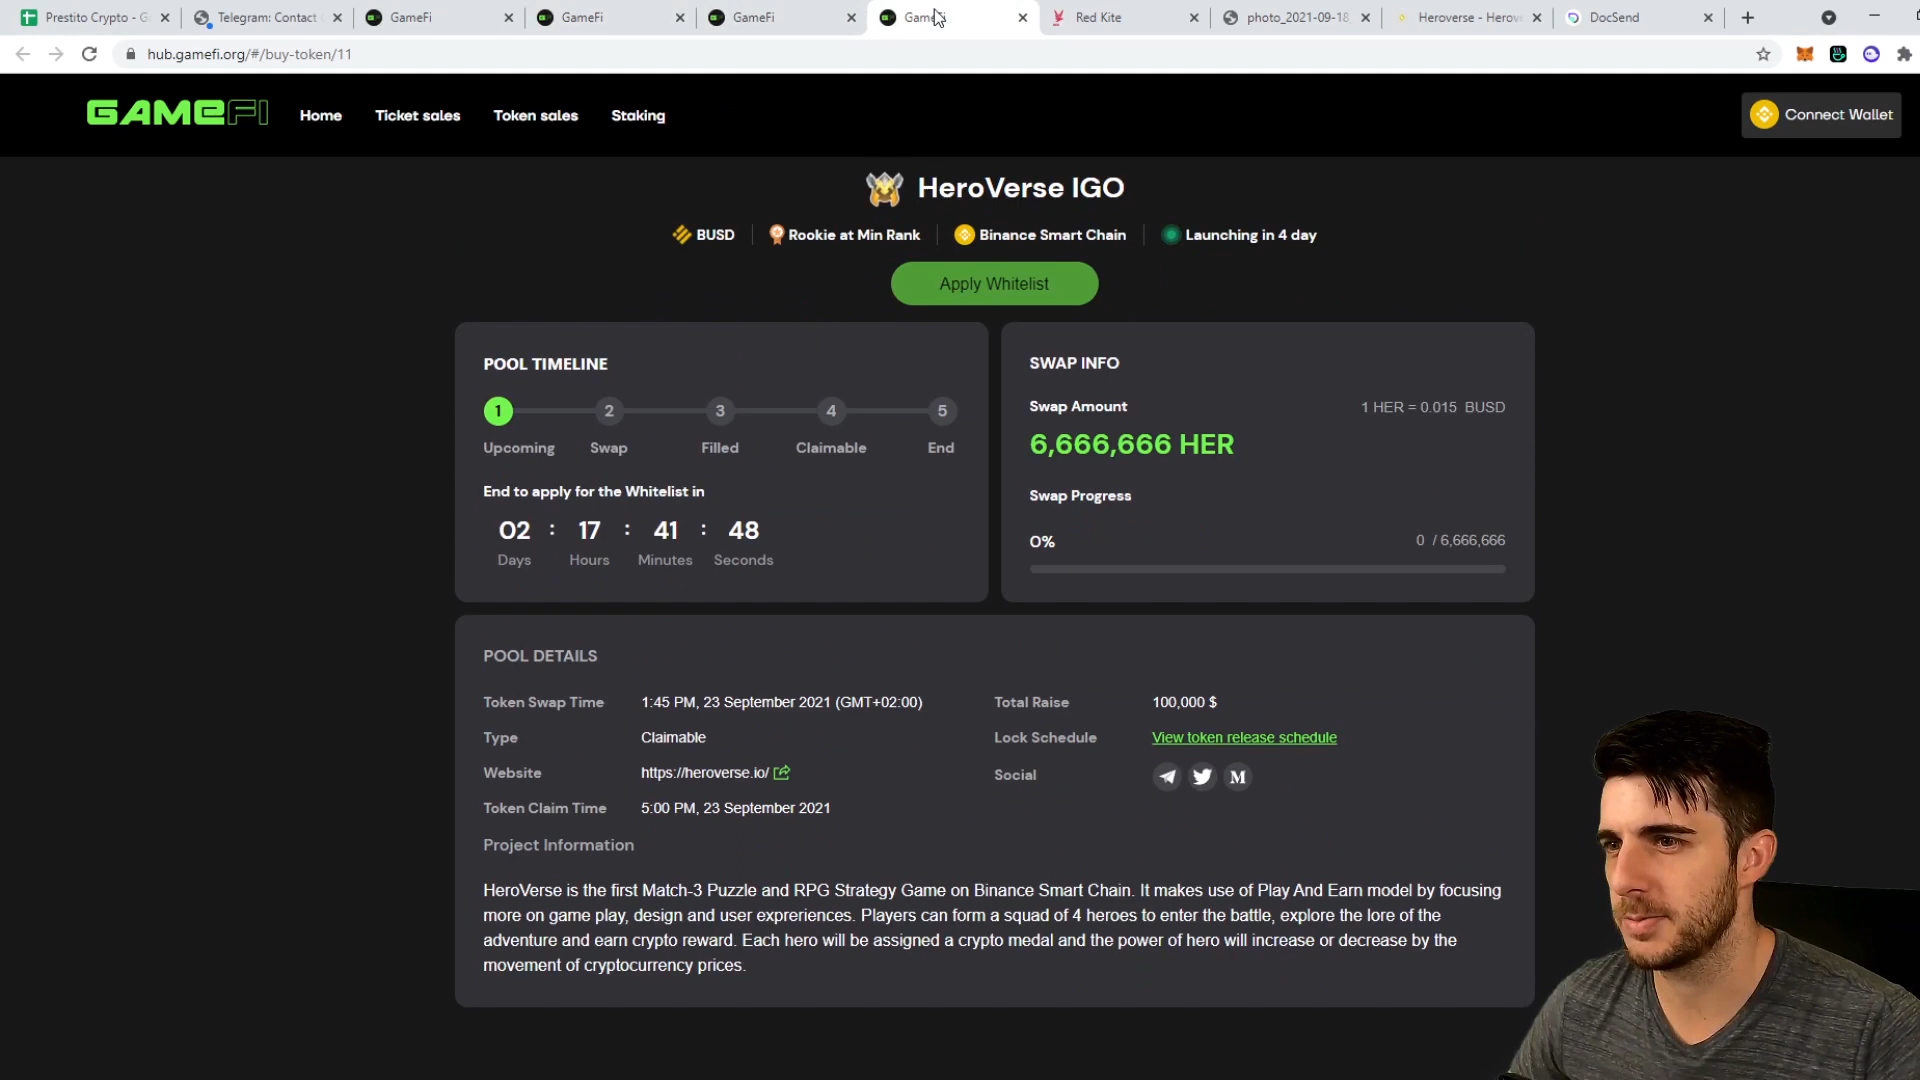 Prestito Crypto - G
Telegram: Contact
GameFi
GameFi
GameFi
GameFi
Red Kite
photo_2021-09-18
Heroverse - Herov
DocSend
hub.gamefi.org/#/buy-token/11
GAMEFI
Home
Ticket sales
Token sales
Staking
Connect Wallet
HeroVerse IGO
BUSD
Rookie at Min Rank
Binance Smart Chain
Launching in 4 day
Apply Whitelist
POOL TIMELINE
1 2 3 4 5
Upcoming Swap Filled Claimable End
End to apply for the Whitelist in
02 : 17 : 41 : 48
Days Hours Minutes Seconds
SWAP INFO
Swap Amount 1 HER = 0.015 BUSD
6,666,666 HER
Swap Progress
0% 0 / 6,666,666
POOL DETAILS
Token Swap Time 1:45 PM, 23 September 2021 (GMT+02:00)
Type Claimable
Website https://heroverse.io/
Token Claim Time 5:00 PM, 23 September 2021
Total Raise 100,000 $
Lock Schedule View token release schedule
Social
Project Information
HeroVerse is the first Match-3 Puzzle and RPG Strategy Game on Binance Smart Chain. It makes use of Play And Earn model by focusing
more on game play, design and user expreriences. Players can form a squad of 4 heroes to enter the battle, explore the lore of the
adventure and earn crypto reward. Each hero will be assigned a crypto medal and the power of hero will increase or decrease by the
movement of cryptocurrency prices.